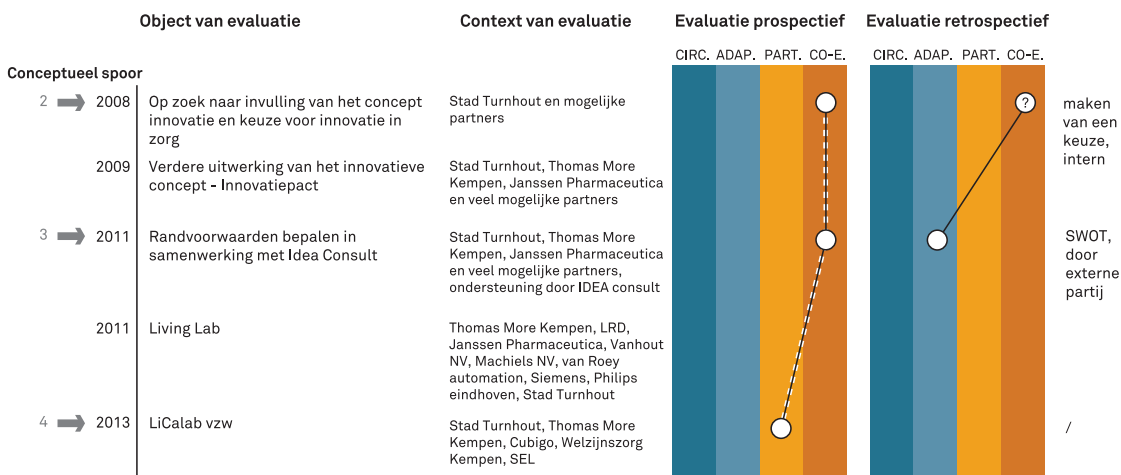 Object van evaluatie
Context van evaluatie
Evaluatie prospectief
Evaluatie retrospectief
CIRC. ADAP. PART. CO-E.
CIRC. ADAP. PART. CO-E.
Conceptueel spoor
2 2008
Op zoek naar invulling van het concept
innovatie en keuze voor innovatie in
zorg
Stad Turnhout en mogelijke
partners
?
maken
van een
keuze,
intern
2009
Verdere uitwerking van het innovatieve
concept - Innovatiepact
Stad Turnhout, Thomas More
Kempen, Janssen Pharmaceutica
en veel mogelijke partners
3 2011
Randvoorwaarden bepalen in
samenwerking met Idea Consult
Stad Turnhout, Thomas More
Kempen, Janssen Pharmaceutica
en veel mogelijke partners,
ondersteuning door IDEA consult
SWOT,
door
externe
partij
2011
Living Lab
Thomas More Kempen, LRD,
Janssen Pharmaceutica, Vanhout
NV, Machiels NV, van Roey
automation, Siemens, Philips
eindhoven, Stad Turnhout
4 2013
LiCalab vzw
Stad Turnhout, Thomas More
Kempen, Cubigo, Welzijnszorg
Kempen, SEL
/